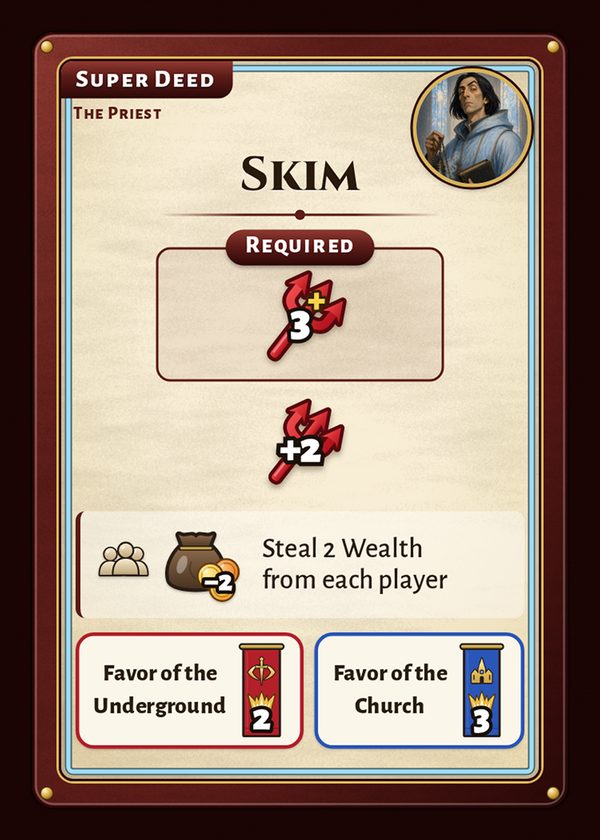 Super Deed
The Priest
Skim
Required
3+
+2
-2
Steal 2 Wealth
from each player
Favor of the
Underground
2
Favor of the
Church
3